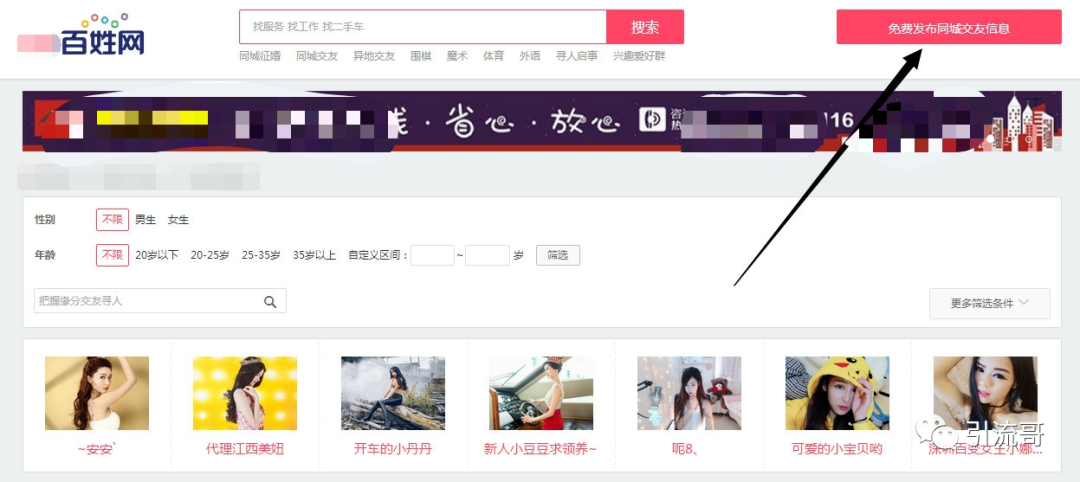 百姓网
找服务 找工作 找二手车
搜索
免费发布同城交友信息
同城征婚 同城交友 异地交友 围棋 魔术 体育 外语 寻人启事 兴趣爱好群
·省心·放心
16
性别 不限 男生 女生
年龄 不限 20岁以下 20-25岁 25-35岁 35岁以上 自定义区间： ~ 岁 筛选
把握缘分交友寻人
更多筛选条件
~安安`
代理江西美妞
开车的小丹丹
新人小豆豆求领养~
呃8、
可爱的小宝贝哟
深圳百变女王小娜...
引流哥